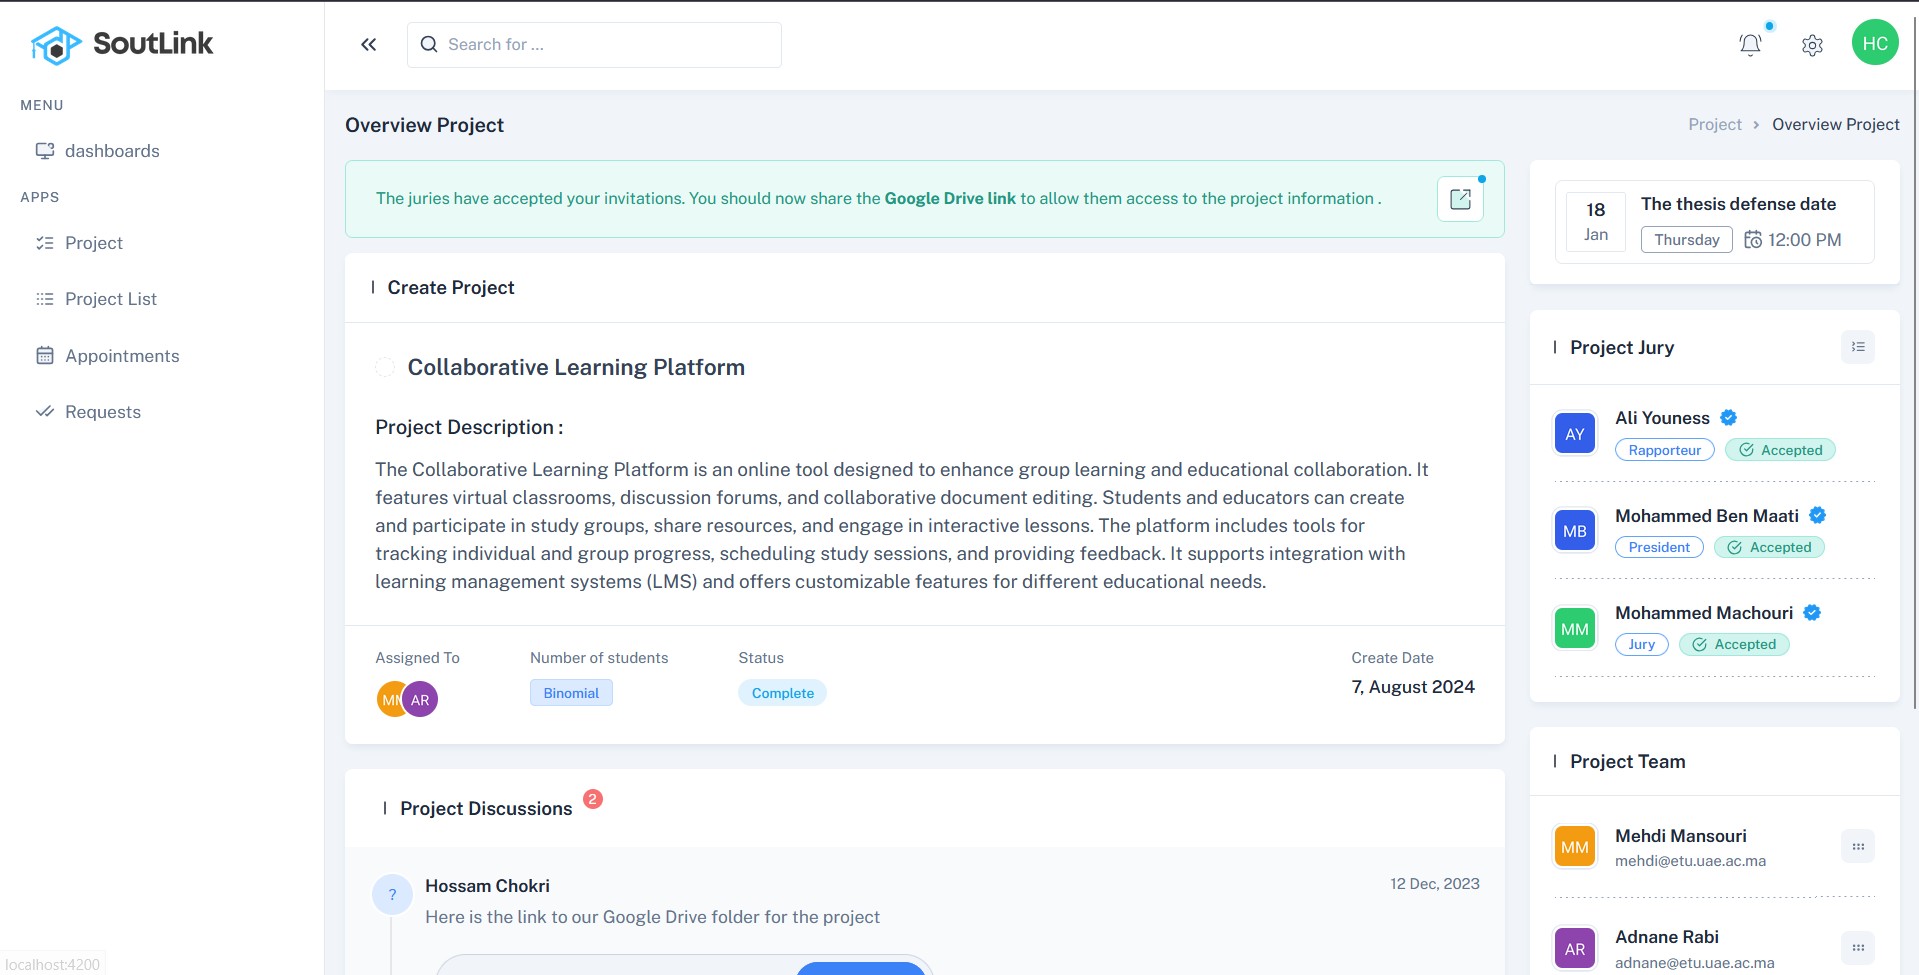 SoutLink
Search for ...
HC
MENU
dashboards
APPS
Project
Project List
Appointments
Requests
Overview Project
Project > Overview Project
The juries have accepted your invitations. You should now share the Google Drive link to allow them access to the project information .
Create Project
Collaborative Learning Platform
Project Description :
The Collaborative Learning Platform is an online tool designed to enhance group learning and educational collaboration. It
features virtual classrooms, discussion forums, and collaborative document editing. Students and educators can create
and participate in study groups, share resources, and engage in interactive lessons. The platform includes tools for
tracking individual and group progress, scheduling study sessions, and providing feedback. It supports integration with
learning management systems (LMS) and offers customizable features for different educational needs.
Assigned To
AR
Number of students
Binomial
Status
Complete
Create Date
7, August 2024
Project Discussions 2
?
Hossam Chokri
12 Dec, 2023
Here is the link to our Google Drive folder for the project
18
Jan
The thesis defense date
Thursday 12:00 PM
Project Jury
AY
Ali Youness
Rapporteur Accepted
MB
Mohammed Ben Maati
President Accepted
MM
Mohammed Machouri
Jury Accepted
Project Team
MM
Mehdi Mansouri
mehdi@etu.uae.ac.ma
AR
Adnane Rabi
adnane@etu.uae.ac.ma
localhost:4200